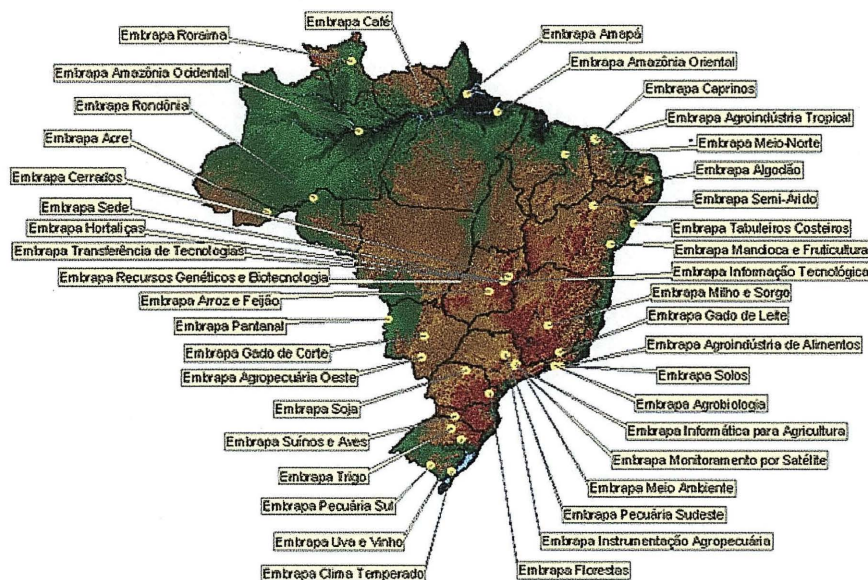 Embrapa Café
Embrapa Roraima
Embrapa Amapá
Embrapa Amazônia Ocidental
Embrapa Amazônia Oriental
Embrapa Rondônia
Embrapa Caprinos
Embrapa Agroindústria Tropical
Embrapa Acre
Embrapa Meio-Norte
Embrapa Cerrados
Embrapa Algodão
Embrapa Sede
Embrapa Semi-Árido
Embrapa Hortaliças
Embrapa Tabuleiros Costeiros
Embrapa Transferência de Tecnologias
Embrapa Mandioca e Fruticultura
Embrapa Recursos Genéticos e Biotecnologia
Embrapa Informação Tecnológica
Embrapa Arroz e Feijão
Embrapa Milho e Sorgo
Embrapa Pantanal
Embrapa Gado de Leite
Embrapa Gado de Corte
Embrapa Agroindústria de Alimentos
Embrapa Agropecuária Oeste
Embrapa Solos
Embrapa Soja
Embrapa Agrobiologia
Embrapa Suínos e Aves
Embrapa Informática para Agricultura
Embrapa Monitoramento por Satélite
Embrapa Trigo
Embrapa Meio Ambiente
Embrapa Pecuária Sul
Embrapa Pecuária Sudeste
Embrapa Uva e Vinho
Embrapa Instrumentação Agropecuária
Embrapa Clima Temperado
Embrapa Florestas